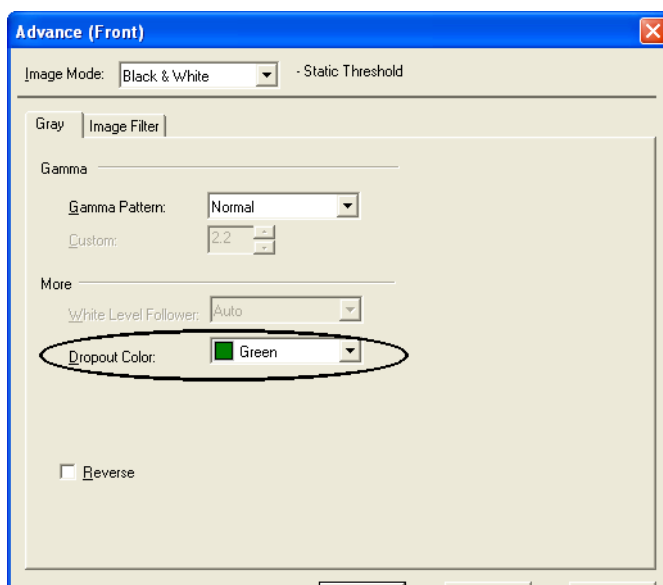 Advance (Front)
Image Mode: Black & White - Static Threshold
Gray Image Filter
Gamma
Gamma Pattern: Normal
Custom: 2.2
More
White Level Follower: Auto
Dropout Color: Green
Reverse